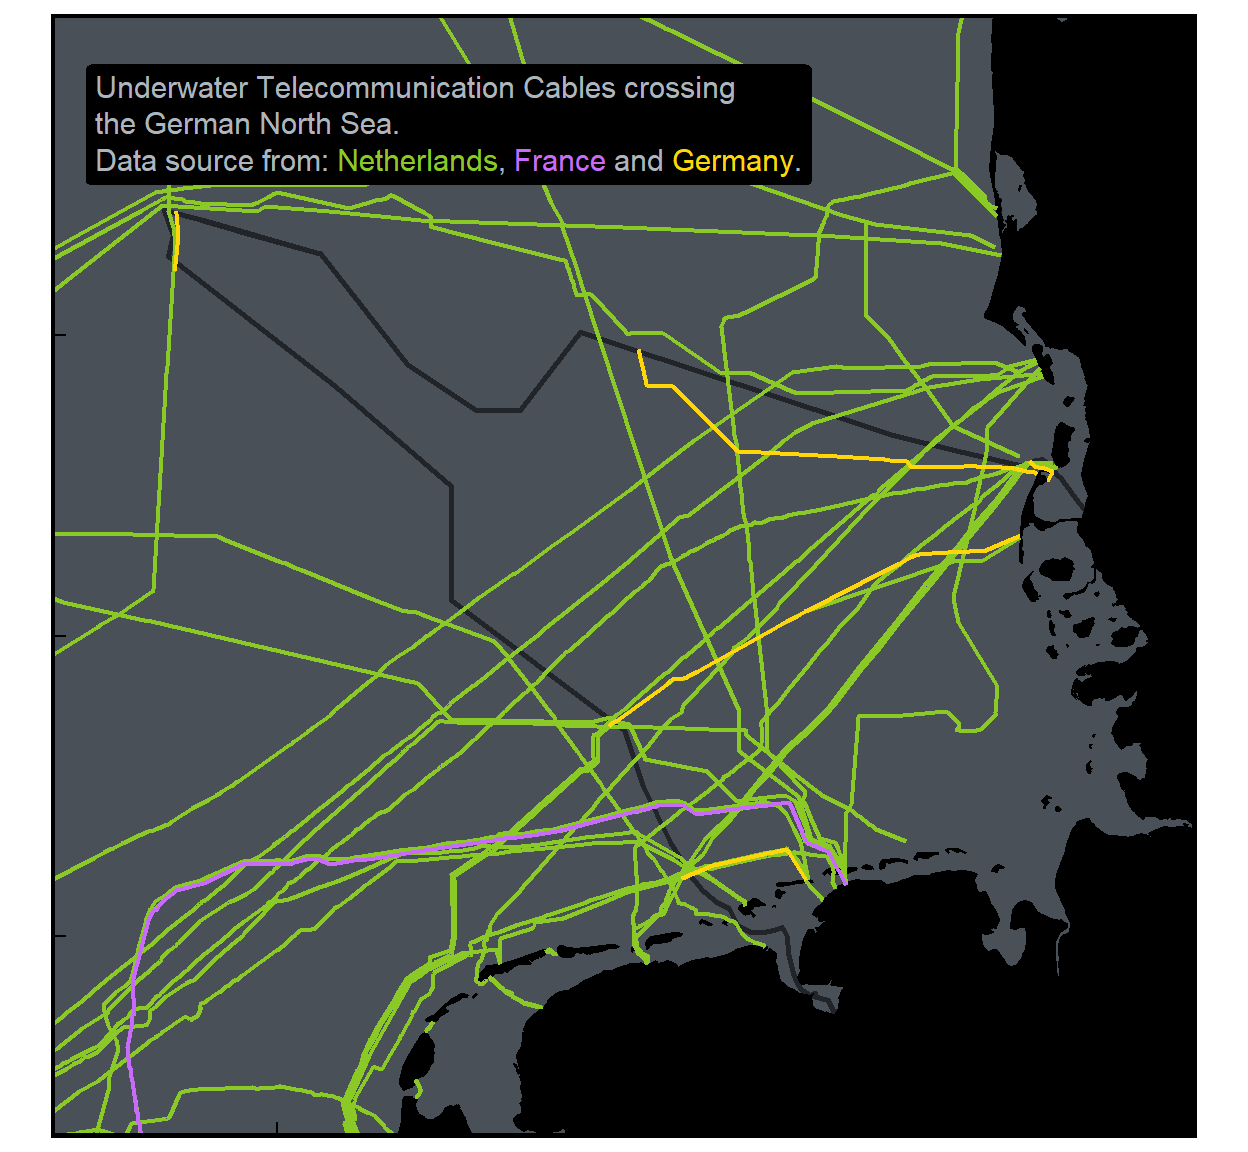 Underwater Telecommunication Cables crossing
the German North Sea.
Data source from: Netherlands, France and Germany.